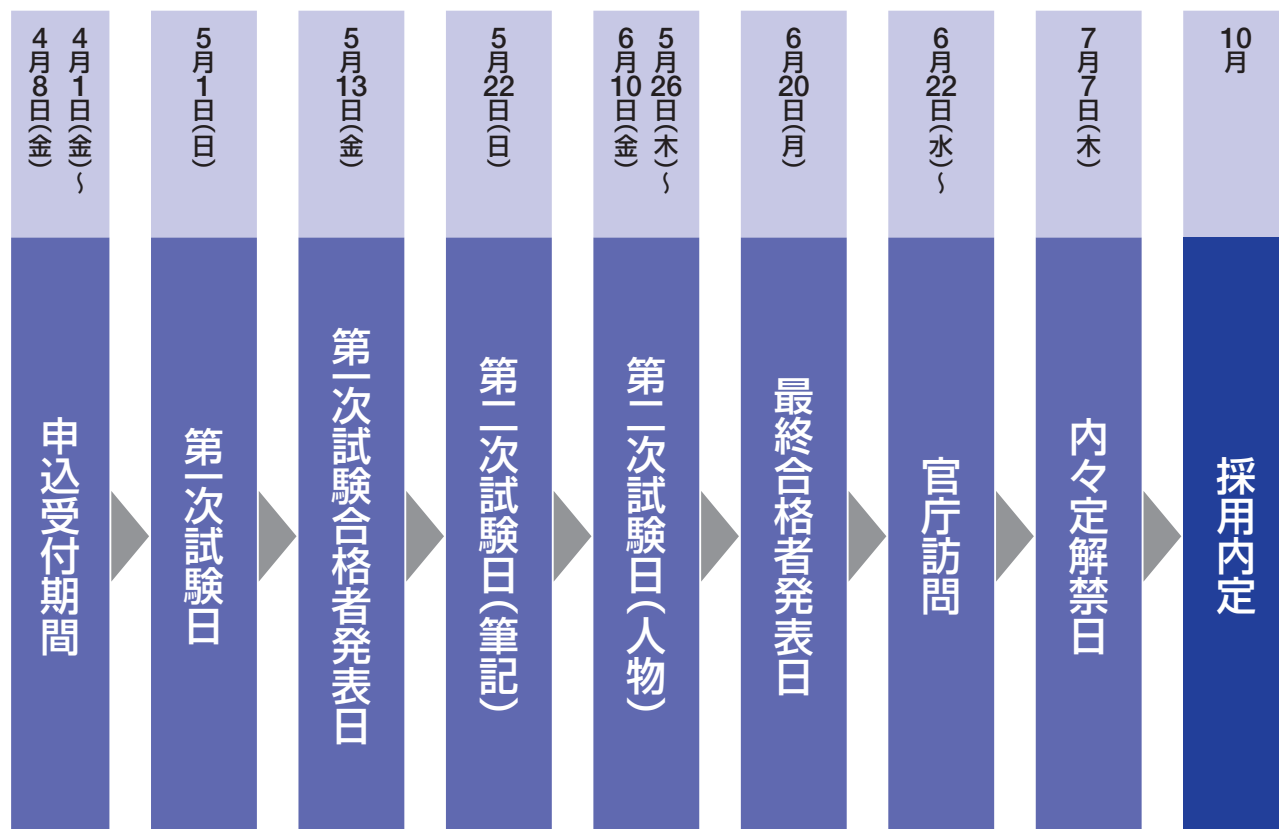 4月1日(金)～
4月8日(金)
申込受付期間
5月1日(日)
第一次試験日
5月13日(金)
第一次試験合格者発表日
5月22日(日)
第二次試験日(筆記)
5月26日(木)～
6月10日(金)
第二次試験日(人物)
6月20日(月)
最終合格者発表日
6月22日(水)～
官庁訪問
7月7日(木)
内々定解禁日
10月
採用内定